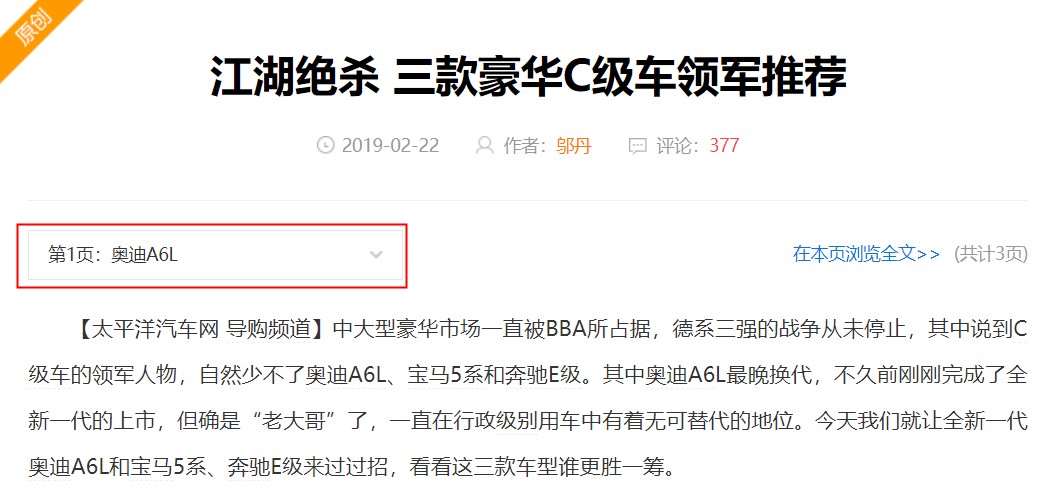 原创
江湖绝杀 三款豪华C级车领军推荐
2019-02-22 作者：邬丹 评论：377
第1页：奥迪A6L 在本页浏览全文>> (共计3页)
【太平洋汽车网 导购频道】中大型豪华市场一直被BBA所占据，德系三强的战争从未停止，其中说到C
级车的领军人物，自然少不了奥迪A6L、宝马5系和奔驰E级。其中奥迪A6L最晚换代，不久前刚刚完成了全
新一代的上市，但确是“老大哥”了，一直在行政级别用车中有着无可替代的地位。今天我们就让全新一代
奥迪A6L和宝马5系、奔驰E级来过过招，看看这三款车型谁更胜一筹。